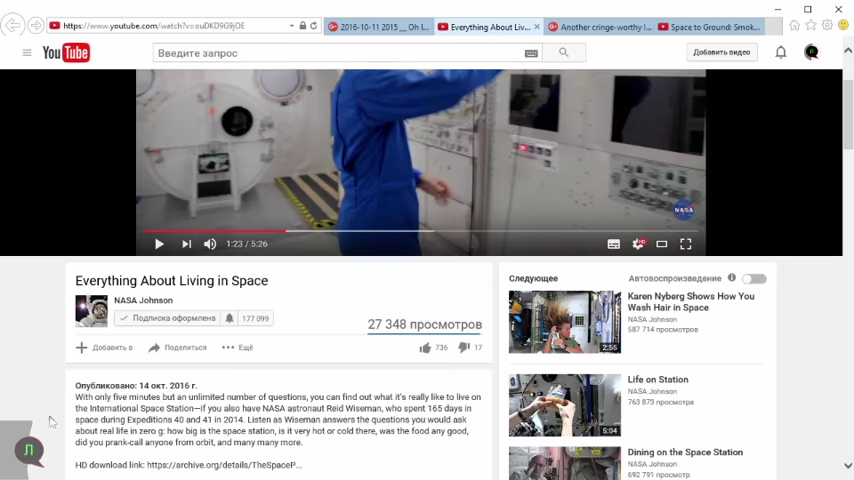 https://www.youtube.com/watch?v=ouDKD9G9jOE
2016-10-11 2015 __ Oh I...
Everything About Livi...
Another cringe-worthy I...
Space to Ground: Smok...
YouTube
Введите запрос
Добавить видео
NASA
1:23 / 5:26
HD
Everything About Living in Space
NASA Johnson
Подписка оформлена
177 099
27 348 просмотров
Добавить в
Поделиться
Ещё
736
17
Опубликовано: 14 окт. 2016 г.
With only five minutes but an unlimited number of questions, you can find out what it's really like to live on
the International Space Station—if you also have NASA astronaut Reid Wiseman, who spent 165 days in
space during Expeditions 40 and 41 in 2014. Listen as Wiseman answers the questions you would ask
about real life in zero g: how big is the space station, is it very hot or cold there, was the food any good,
did you prank-call anyone from orbit, and many many more.
HD download link: https://archive.org/details/TheSpaceP...
Л
Следующее
Автовоспроизведение
Karen Nyberg Shows How You
Wash Hair in Space
NASA Johnson
587 714 просмотров
2:55
Life on Station
NASA Johnson
763 873 просмотра
5:04
Dining on the Space Station
NASA Johnson
692 791 просмотр